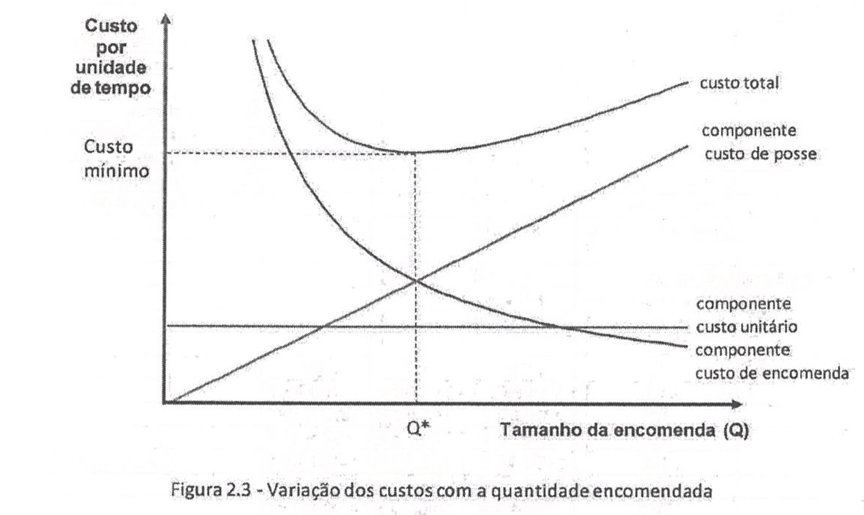 Custo
por
unidade
de tempo
custo total
componente
custo de posse
Custo
mínimo
componente
custo unitário
componente
custo de encomenda
Q*
Tamanho da encomenda (Q)
Figura 2.3 - Variação dos custos com a quantidade encomendada